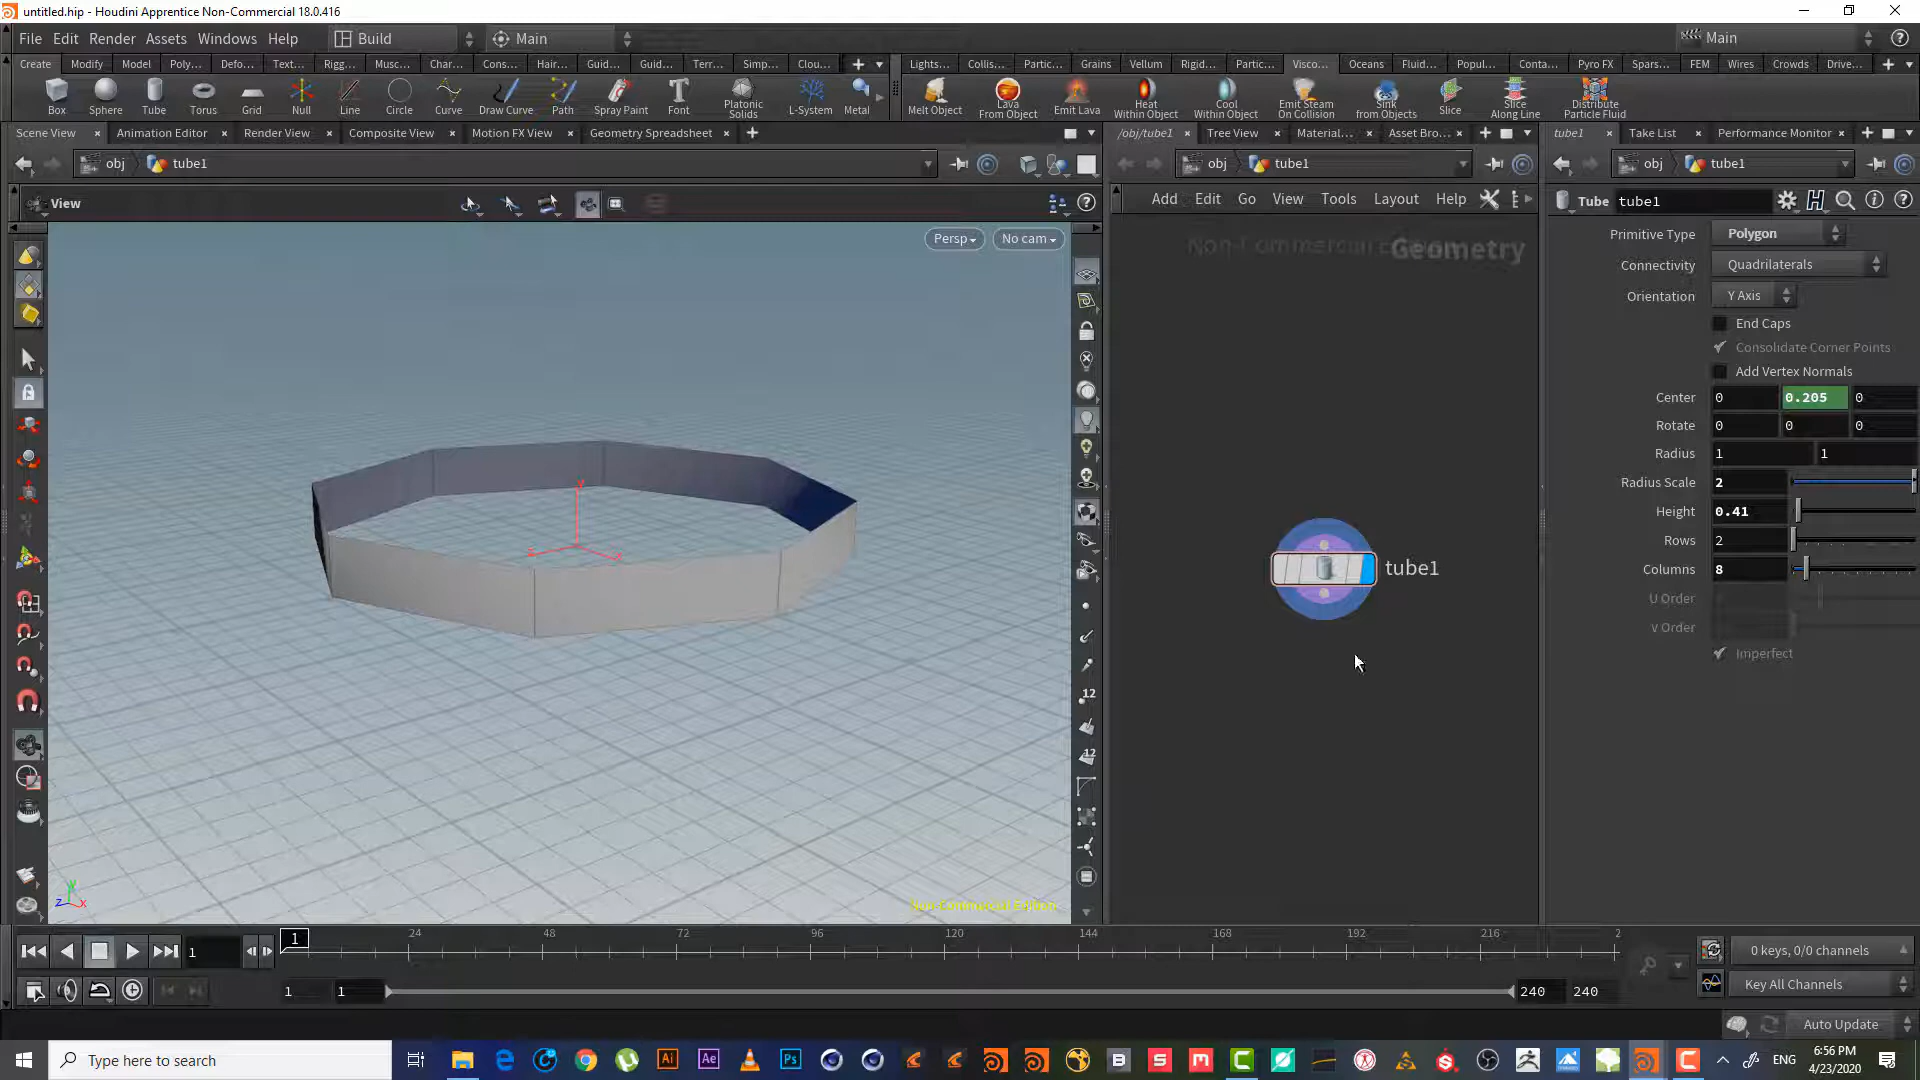 untitled.hip - Houdini Apprentice Non-Commercial 18.0.416
File Edit Render Assets Windows Help Build Main Main
Create Modify Model Poly... Defo... Text... Rigg... Musc... Char... Cons... Hair... Guid... Guid... Terr... Simp... Clou... Lights... Collis... Partic... Grains Vellum Rigid... Partic... Visco... Oceans Fluid... Popul... Conta... Pyro FX Spars... FEM Wires Crowds Drive...
Box Sphere Tube Torus Grid Null Line Circle Curve Draw Curve Path Spray Paint Font Platonic Solids L-System Metal Melt Object Lava From Object Emit Lava Heat Within Object Cool Within Object Emit Steam On Collision Sink from Objects Slice Slice Along Line Distribute Particle Fluid
Scene View Animation Editor Render View Composite View Motion FX View Geometry Spreadsheet /obj/tube1 Tree View Material... Asset Bro... tube1 Take List Performance Monitor
obj tube1 obj tube1 obj tube1
View Add Edit Go View Tools Layout Help Tube tube1
Persp No cam
Non-Commercial Geometry
Primitive Type Polygon
Connectivity Quadrilaterals
Orientation Y Axis
End Caps
Consolidate Corner Points
Add Vertex Normals
Center 0 0.205 0
Rotate 0 0 0
Radius 1 1
Radius Scale 2
Height 0.41
Rows 2
Columns 8
U Order
V Order
Imperfect
tube1
y
z x
12
12
y
z x
Non-Commercial Edition
1 1 24 48 72 96 120 144 168 192 216 2 0 keys, 0/0 channels
1 1 240 240 Key All Channels
Auto Update
Type here to search
Ai Ae Ps B S M C S C ENG
6:56 PM
4/23/2020